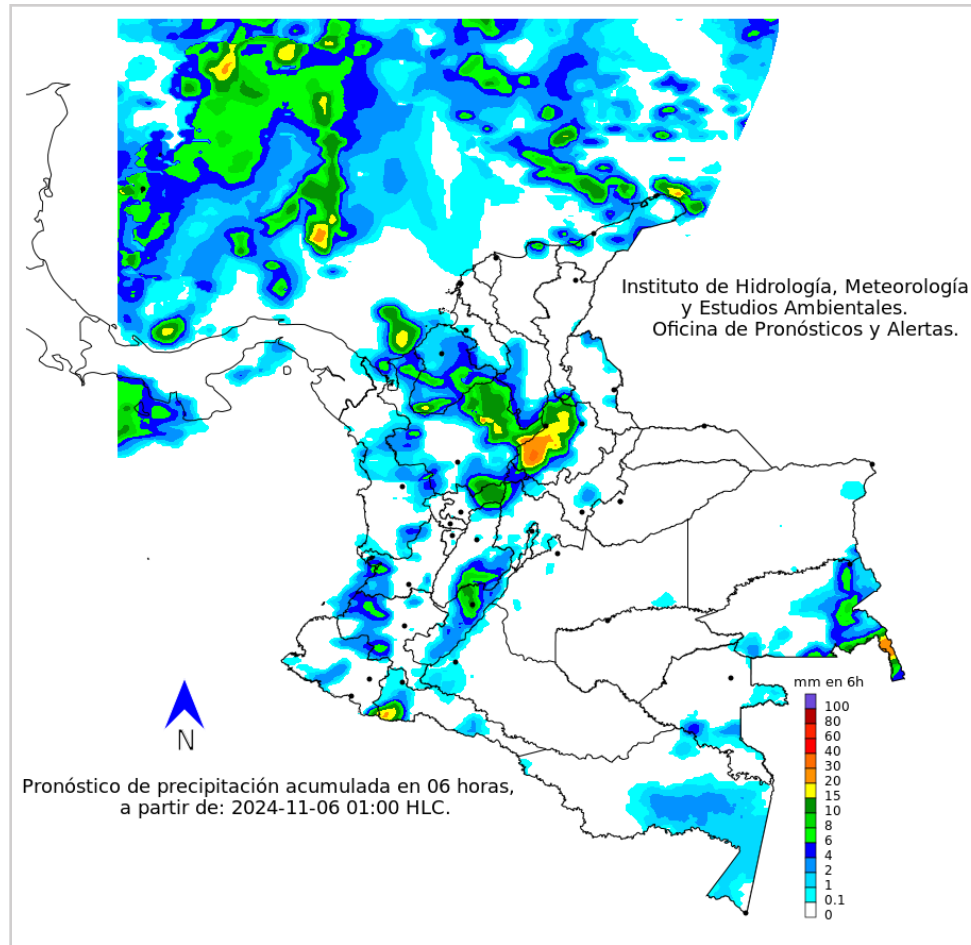 Instituto de Hidrología, Meteorología
y Estudios Ambientales.
Oficina de Pronósticos y Alertas.
mm en 6h
100
80
60
40
30
20
15
10
8
6
4
2
1
0.1
0
N
Pronóstico de precipitación acumulada en 06 horas,
a partir de: 2024-11-06 01:00 HLC.